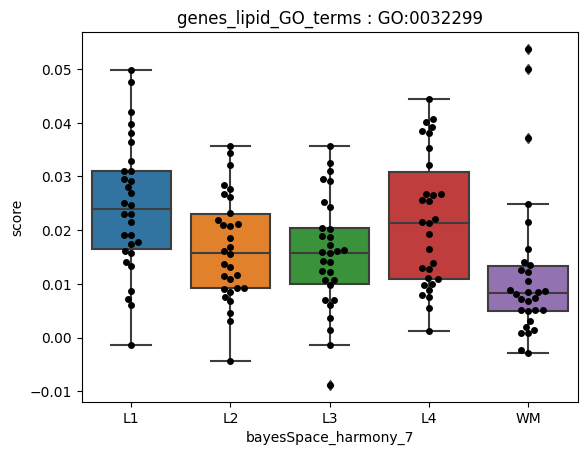 genes_lipid_GO_terms : GO:0032299
score
0.05
0.04
0.03
0.02
0.01
0.00
−0.01
L1 L2 L3 L4 WM
bayesSpace_harmony_7